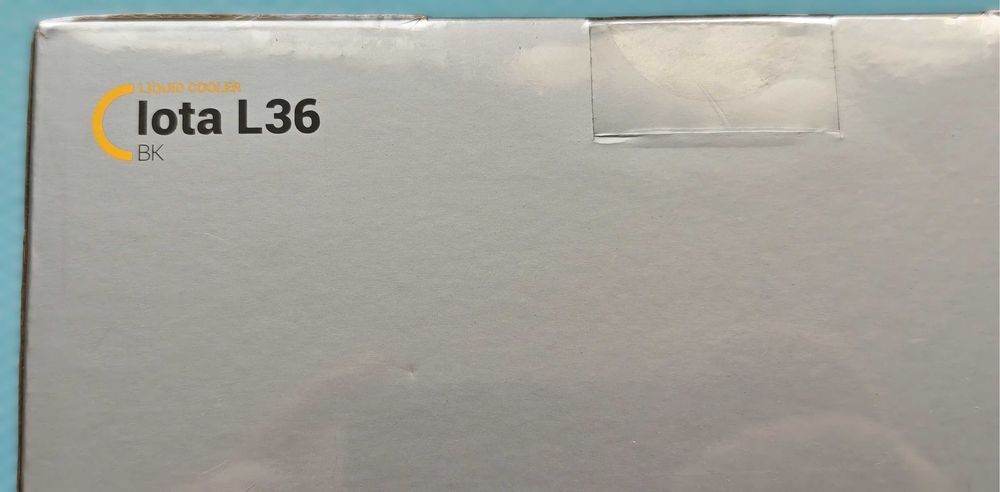 LIQUID COOLER
Iota L36
BK